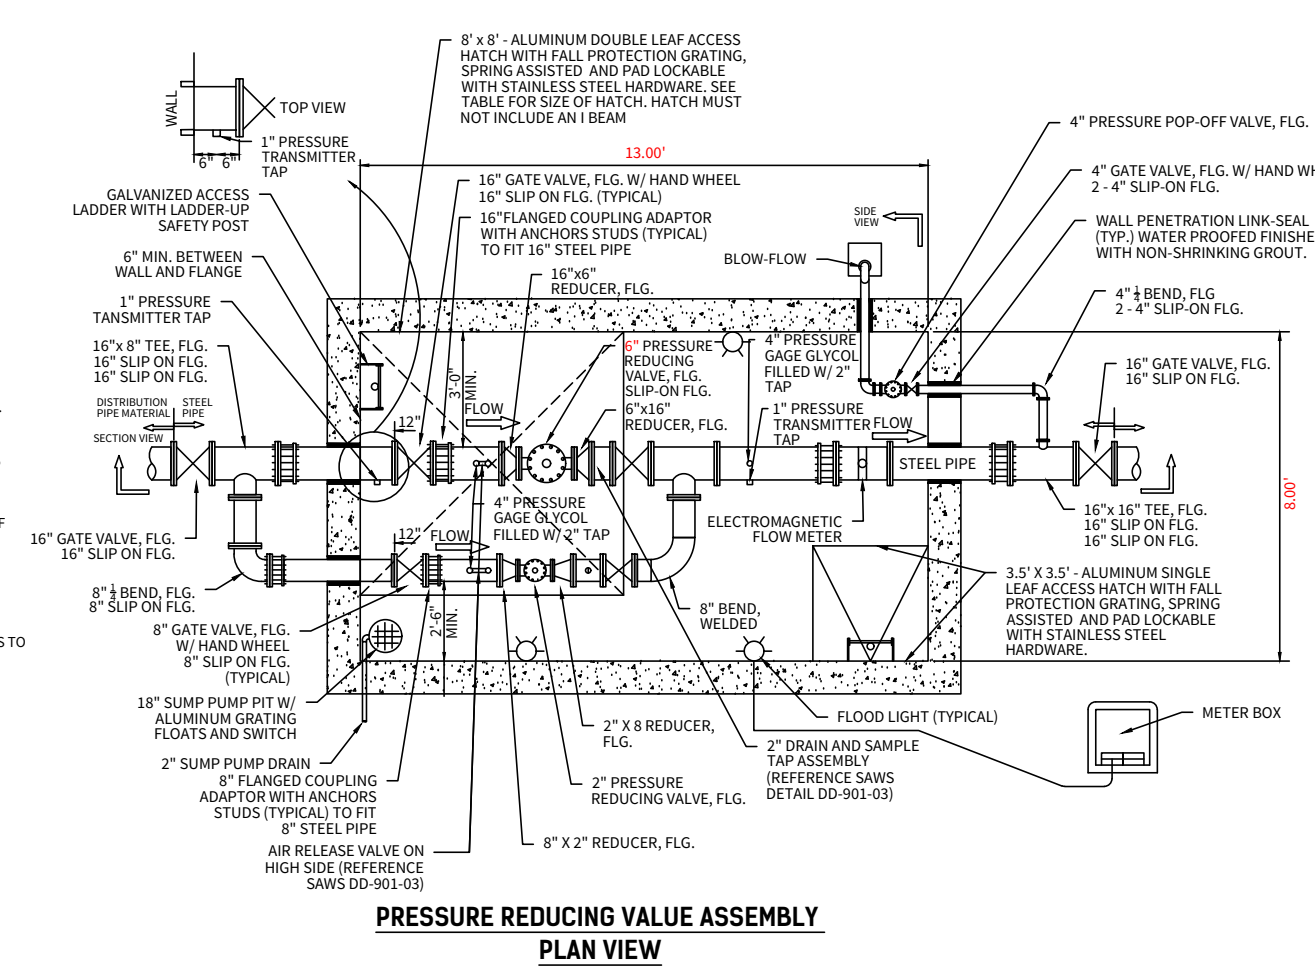 8' x 8' - ALUMINUM DOUBLE LEAF ACCESS
HATCH WITH FALL PROTECTION GRATING,
SPRING ASSISTED AND PAD LOCKABLE
WITH STAINLESS STEEL HARDWARE. SEE
TABLE FOR SIZE OF HATCH. HATCH MUST
NOT INCLUDE AN I BEAM
WALL
TOP VIEW
1" PRESSURE
TRANSMITTER
TAP
6" 6"
13.00'
4" PRESSURE POP-OFF VALVE, FLG.
16" GATE VALVE, FLG. W/ HAND WHEEL
16" SLIP ON FLG. (TYPICAL)
4" GATE VALVE, FLG. W/ HAND WH
2 - 4" SLIP-ON FLG.
GALVANIZED ACCESS
LADDER WITH LADDER-UP
SAFETY POST
16"FLANGED COUPLING ADAPTOR
WITH ANCHORS STUDS (TYPICAL)
TO FIT 16" STEEL PIPE
SIDE
VIEW
WALL PENETRATION LINK-SEAL
(TYP.) WATER PROOFED FINISHE
WITH NON-SHRINKING GROUT.
6" MIN. BETWEEN
WALL AND FLANGE
BLOW-FLOW
16"x6"
REDUCER, FLG.
1" PRESSURE
TANSMITTER TAP
4" 1/4 BEND, FLG
2 - 4" SLIP-ON FLG.
16"x 8" TEE, FLG.
16" SLIP ON FLG.
16" SLIP ON FLG.
6" PRESSURE
REDUCING
VALVE, FLG.
SLIP-ON FLG.
4" PRESSURE
GAGE GLYCOL
FILLED W/ 2"
TAP
16" GATE VALVE, FLG.
16" SLIP ON FLG.
3'-0"
MIN.
DISTRIBUTION
PIPE MATERIAL
STEEL
PIPE
SECTION VIEW
12"
FLOW
6"x16"
REDUCER, FLG.
1" PRESSURE
TRANSMITTER
TAP
FLOW
STEEL PIPE
8.00'
4" PRESSURE
GAGE GLYCOL
FILLED W/ 2" TAP
ELECTROMAGNETIC
FLOW METER
16"x 16" TEE, FLG.
16" SLIP ON FLG.
16" SLIP ON FLG.
F
16" GATE VALVE, FLG.
16" SLIP ON FLG.
12"
FLOW
8" 1/4 BEND, FLG.
8" SLIP ON FLG.
3.5' X 3.5' - ALUMINUM SINGLE
LEAF ACCESS HATCH WITH FALL
PROTECTION GRATING, SPRING
ASSISTED AND PAD LOCKABLE
WITH STAINLESS STEEL
HARDWARE.
8" BEND,
WELDED
2'-6"
MIN.
S TO
8" GATE VALVE, FLG.
W/ HAND WHEEL
8" SLIP ON FLG.
(TYPICAL)
18" SUMP PUMP PIT W/
ALUMINUM GRATING
FLOATS AND SWITCH
FLOOD LIGHT (TYPICAL)
METER BOX
2" X 8 REDUCER,
FLG.
2" DRAIN AND SAMPLE
TAP ASSEMBLY
(REFERENCE SAWS
DETAIL DD-901-03)
2" SUMP PUMP DRAIN
8" FLANGED COUPLING
ADAPTOR WITH ANCHORS
STUDS (TYPICAL) TO FIT
8" STEEL PIPE
2" PRESSURE
REDUCING VALVE, FLG.
8" X 2" REDUCER, FLG.
AIR RELEASE VALVE ON
HIGH SIDE (REFERENCE
SAWS DD-901-03)
PRESSURE REDUCING VALUE ASSEMBLY
PLAN VIEW